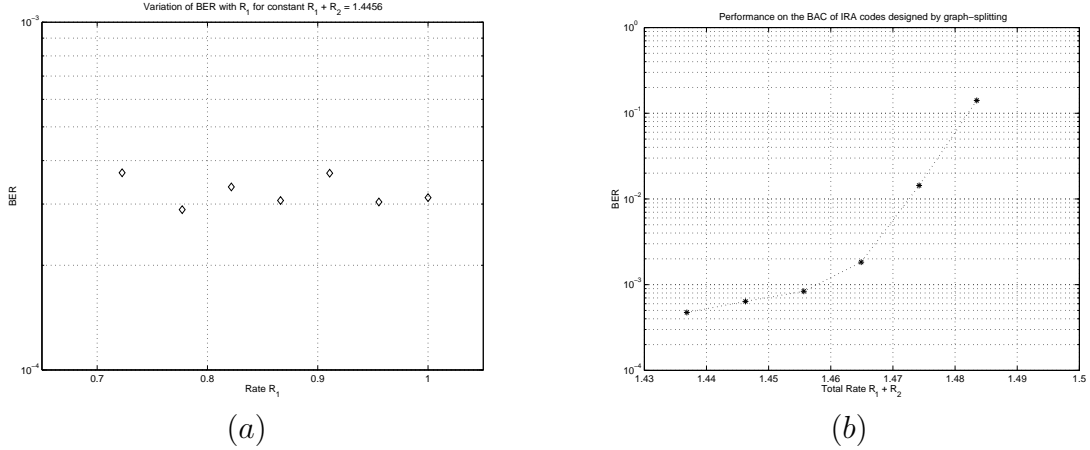 Variation of BER with R1 for constant R1 + R2 = 1.4456
10^-3
BER
10^-4
0.7 0.8 0.9 1
Rate R1
(a)
Performance on the BAC of IRA codes designed by graph-splitting
10^0
10^-1
10^-2
BER
10^-3
10^-4
1.43 1.44 1.45 1.46 1.47 1.48 1.49 1.5
Total Rate R1 + R2
(b)